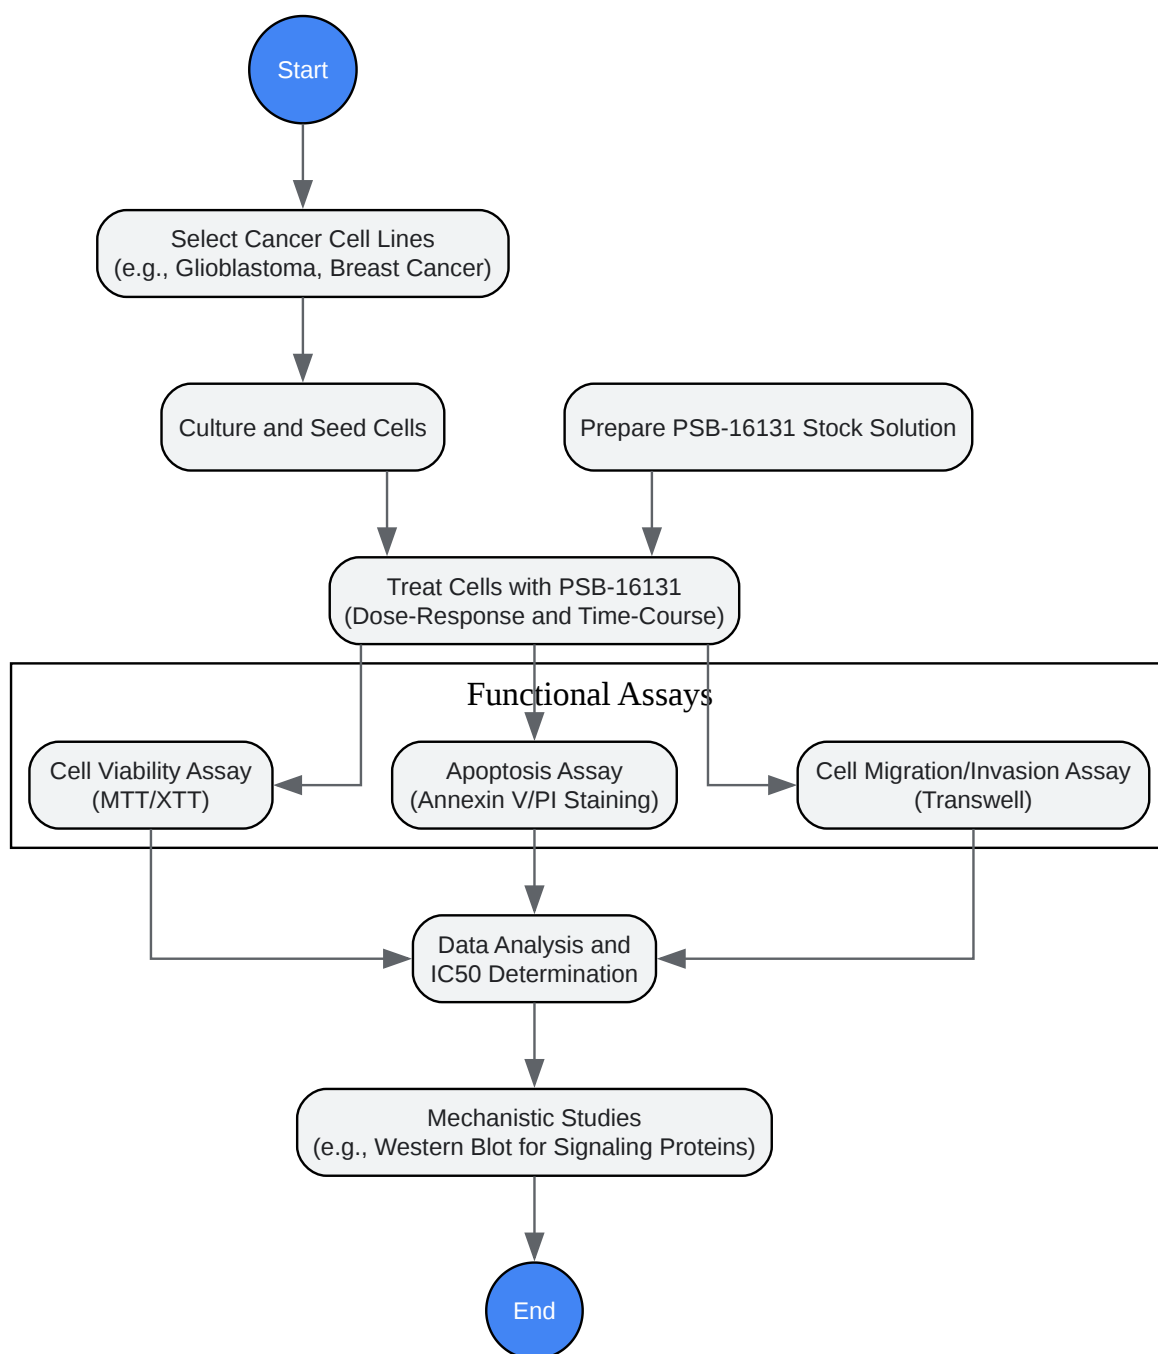 Start
Select Cancer Cell Lines
(e.g., Glioblastoma, Breast Cancer)
Culture and Seed Cells
Prepare PSB-16131 Stock Solution
Treat Cells with PSB-16131
(Dose-Response and Time-Course)
Functional Assays
Cell Viability Assay
(MTT/XTT)
Apoptosis Assay
(Annexin V/PI Staining)
Cell Migration/Invasion Assay
(Transwell)
Data Analysis and
IC50 Determination
Mechanistic Studies
(e.g., Western Blot for Signaling Proteins)
End